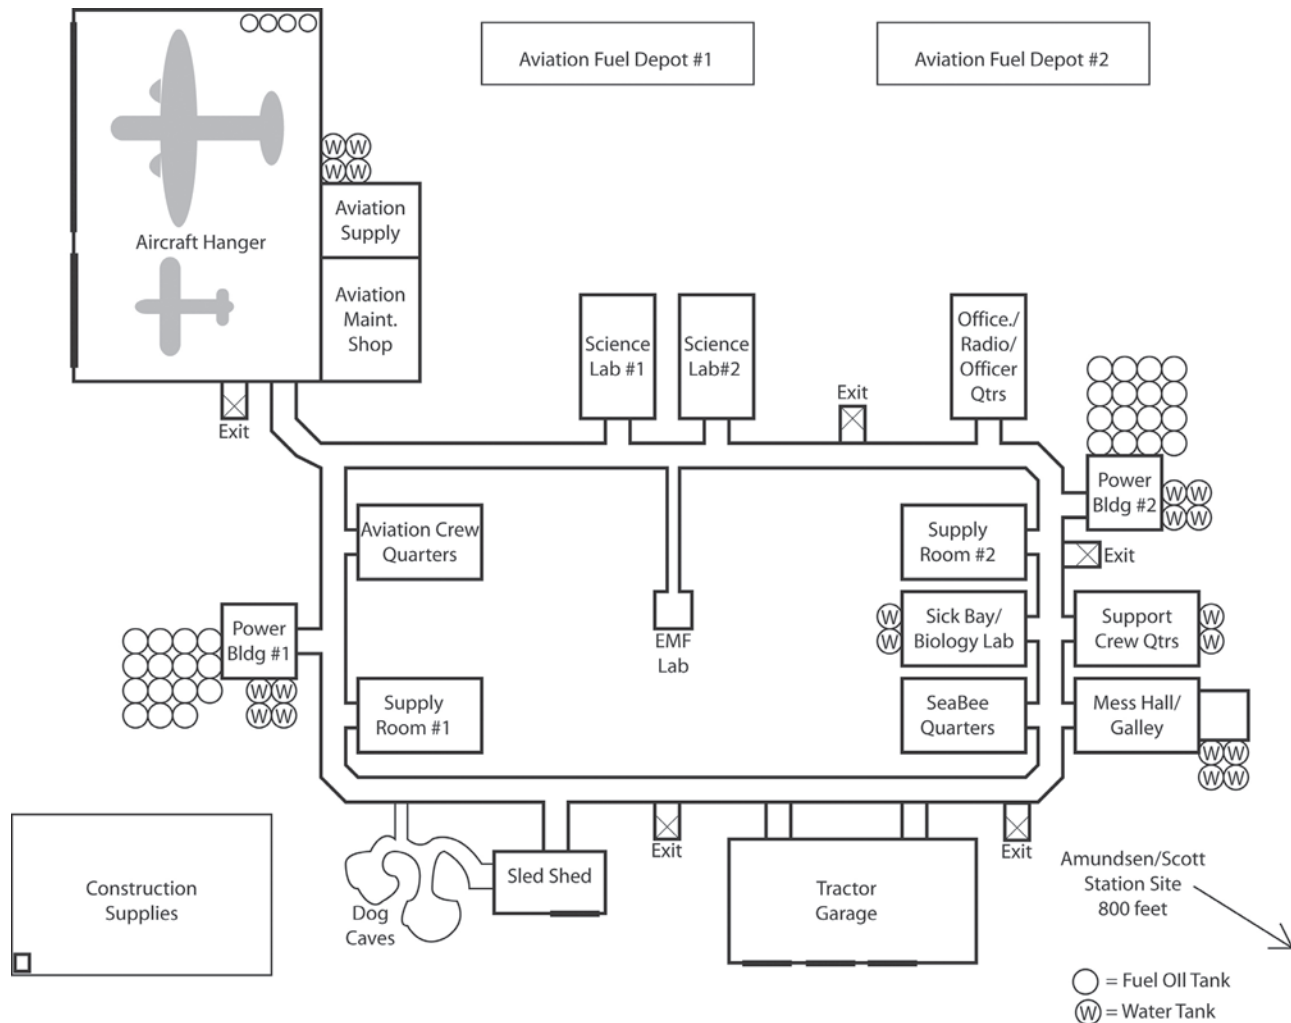 Aviation Fuel Depot #1
Aviation Fuel Depot #2
W W
W W
Aviation
Supply
Aircraft Hanger
Aviation
Maint.
Shop
Science
Lab #1
Science
Lab#2
Office./
Radio/
Officer
Qtrs
Exit
Exit
Power
Bldg #2
W W
W W
Aviation Crew
Quarters
Supply
Room #2
Exit
Power
Bldg #1
W W
W W
EMF
Lab
W
W
Sick Bay/
Biology Lab
Support
Crew Qtrs
W
W
Supply
Room #1
SeaBee
Quarters
Mess Hall/
Galley
W W
W W
Exit
Exit
Construction
Supplies
Dog
Caves
Sled Shed
Tractor
Garage
Amundsen/Scott
Station Site
800 feet
= Fuel OIl Tank
W = Water Tank